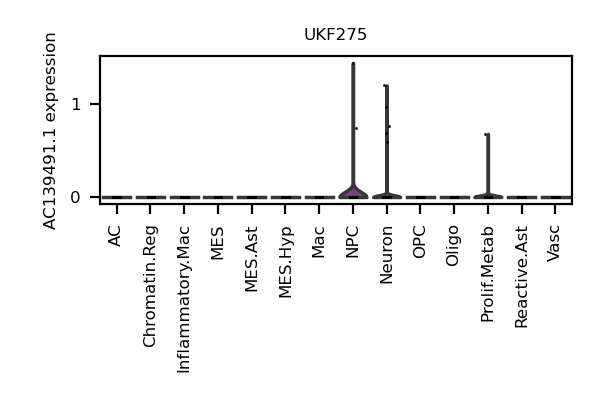 UKF275
AC139491.1 expression
1
0
AC
Chromatin.Reg
Inflammatory.Mac
MES
MES.Ast
MES.Hyp
Mac
NPC
Neuron
OPC
Oligo
Prolif.Metab
Reactive.Ast
Vasc